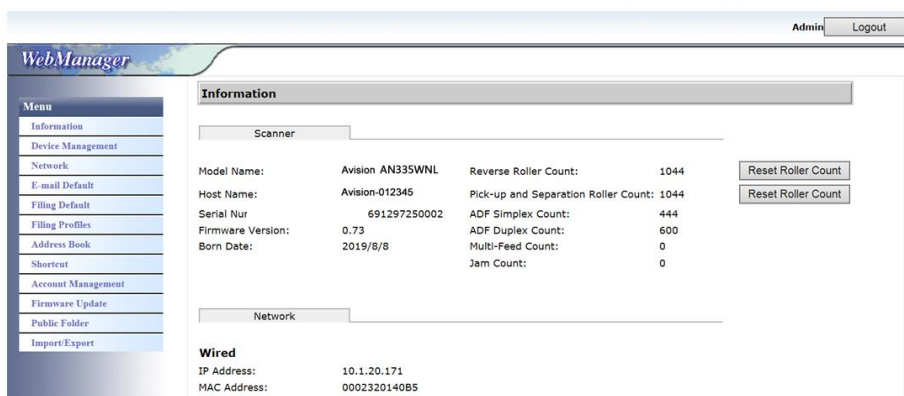 Admin Logout
WebManager
Menu
Information
Device Management
Network
E-mail Default
Filing Default
Filing Profiles
Address Book
Shortcut
Account Management
Firmware Update
Public Folder
Import/Export
Information
Scanner
Model Name: Avision AN335WNL Reverse Roller Count: 1044 Reset Roller Count
Host Name: Avision-012345 Pick-up and Separation Roller Count: 1044 Reset Roller Count
Serial Nur 691297250002 ADF Simplex Count: 444
Firmware Version: 0.73 ADF Duplex Count: 600
Born Date: 2019/8/8 Multi-Feed Count: 0
Jam Count: 0
Network
Wired
IP Address: 10.1.20.171
MAC Address: 0002320140B5